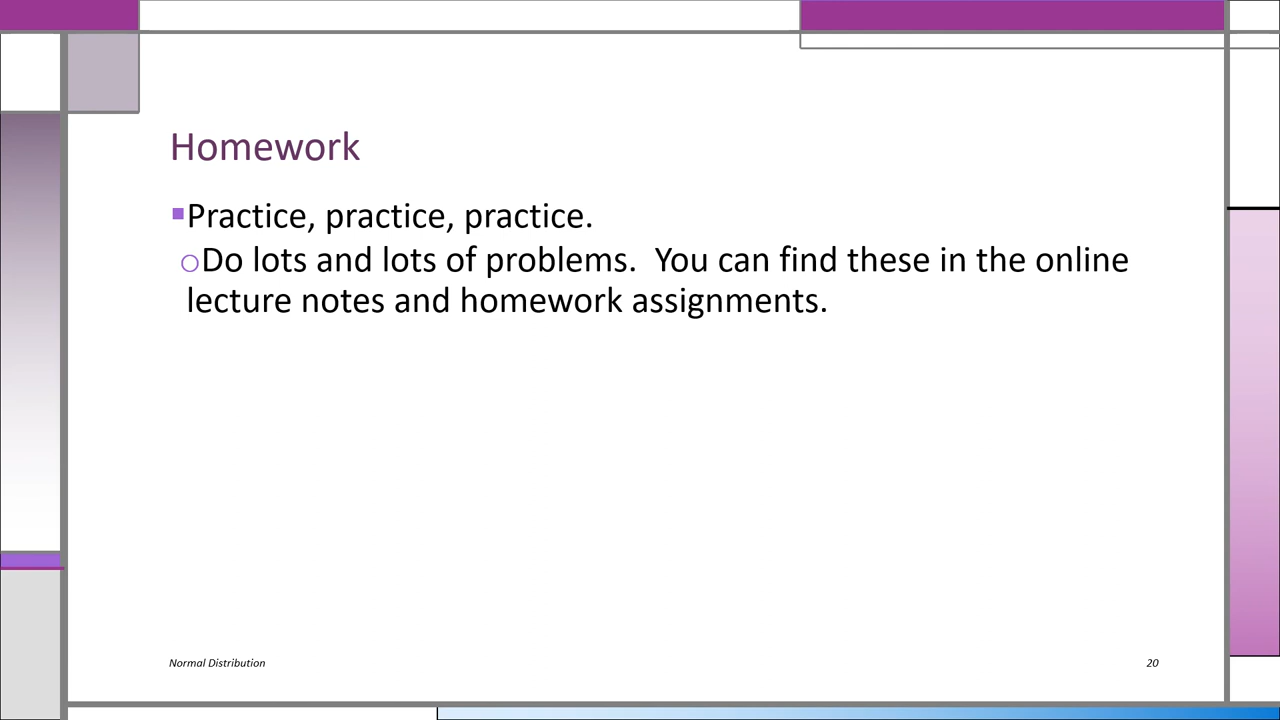 Homework
▪Practice, practice, practice.
○Do lots and lots of problems.  You can find these in the online
lecture notes and homework assignments.
Normal Distribution
20